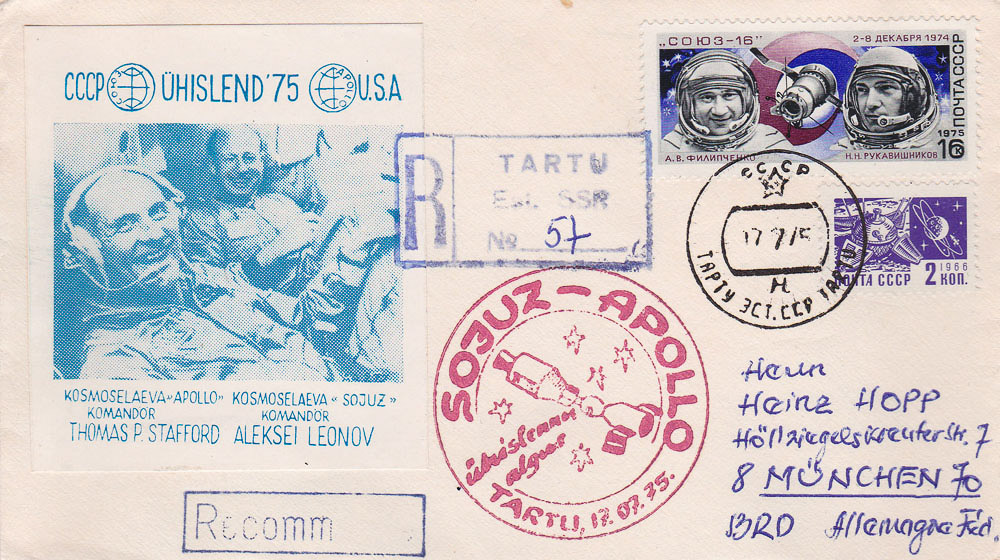 СССР СОЮЗ ÜHISLEND '75 APOLLO U.S.A
KOSMOSELAEVA »APOLLO»
KOMANDÖR
THOMAS P. STAFFORD
KOSMOSELAEVA « SOJUZ »
KOMANDÖR
ALEKSEI LEONOV
Recomm
R
TARTU
Est. SSR
No 57
SOJUZ – APOLLO
ühislennu
algus
TARTU, 17.07.75.
„СОЮЗ-16"
2-8 ДЕКАБРЯ 1974
ПОЧТА СССР
1975
16 К
А.В. ФИЛИПЧЕНКО
Н.Н. РУКАВИШНИКОВ
СССР
17 7 75
Н
ТАРТУ ЭСТ. ССР TARTU
1966
ПОЧТА СССР 2 КОП.
Herrn
Heinz HOPP
Höllriegelskreuterstr. 7
8 MÜNCHEN 70
BRD Allemagne Féd.